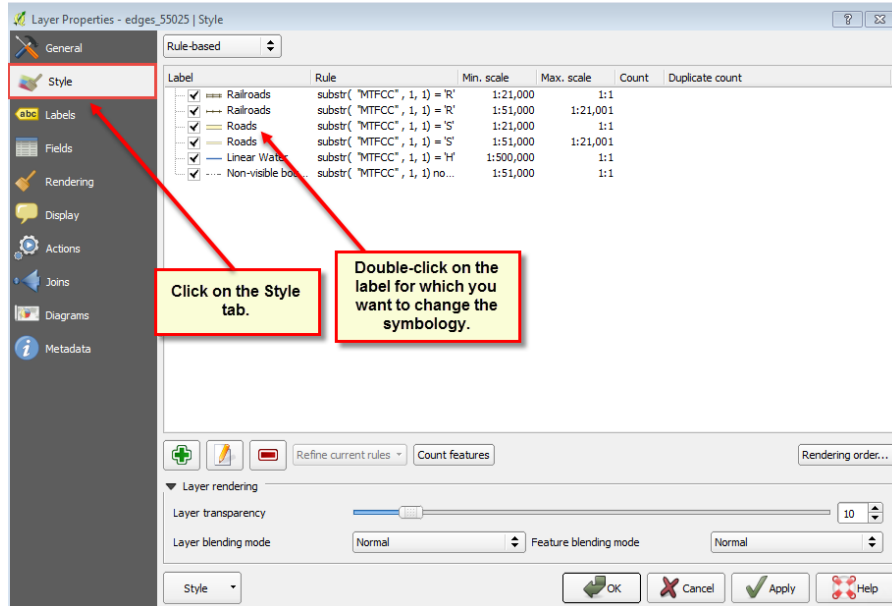 Layer Properties - edges_55025 | Style
General
Style
Labels
Fields
Rendering
Display
Actions
Joins
Diagrams
Metadata
Rule-based
Label Rule Min. scale Max. scale Count Duplicate count
Railroads substr( "MTFCC" , 1, 1) = 'R' 1:21,000 1:1
Railroads substr( "MTFCC" , 1, 1) = 'R' 1:51,000 1:21,001
Roads substr( "MTFCC" , 1, 1) = 'S' 1:21,000 1:1
Roads substr( "MTFCC" , 1, 1) = 'S' 1:51,000 1:21,001
Linear Water substr( "MTFCC" , 1, 1) = 'H' 1:500,000 1:1
Non-visible bou... substr( "MTFCC" , 1, 1) no... 1:51,000 1:1
Click on the Style
tab.
Double-click on the
label for which you
want to change the
symbology.
Refine current rules
Count features
Rendering order...
Layer rendering
Layer transparency 10
Layer blending mode Normal Feature blending mode Normal
Style OK Cancel Apply Help
abc